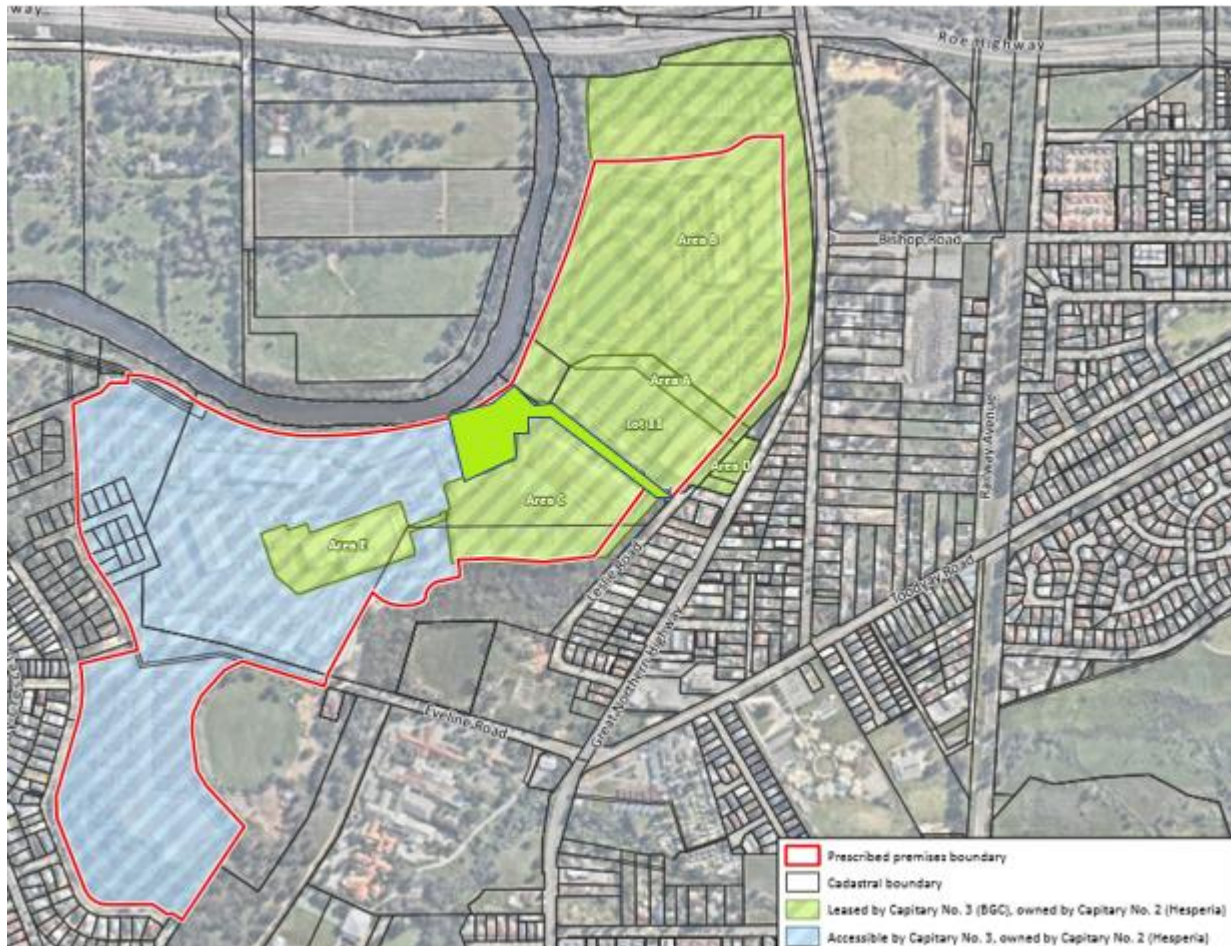 way
Roe Highway
Area B
Bishop Road
Area A
Lot 11
Railway Avenue
Area D
Area C
Area E
Leslie Road
Toodyay Road
Great Northern Highway
Eveline Road
Prescribed premises boundary
Cadastral boundary
Leased by Capitary No. 3 (BGC), owned by Capitary No. 2 (Hesperia)
Accessible by Capitary No. 3, owned by Capitary No. 2 (Hesperia)